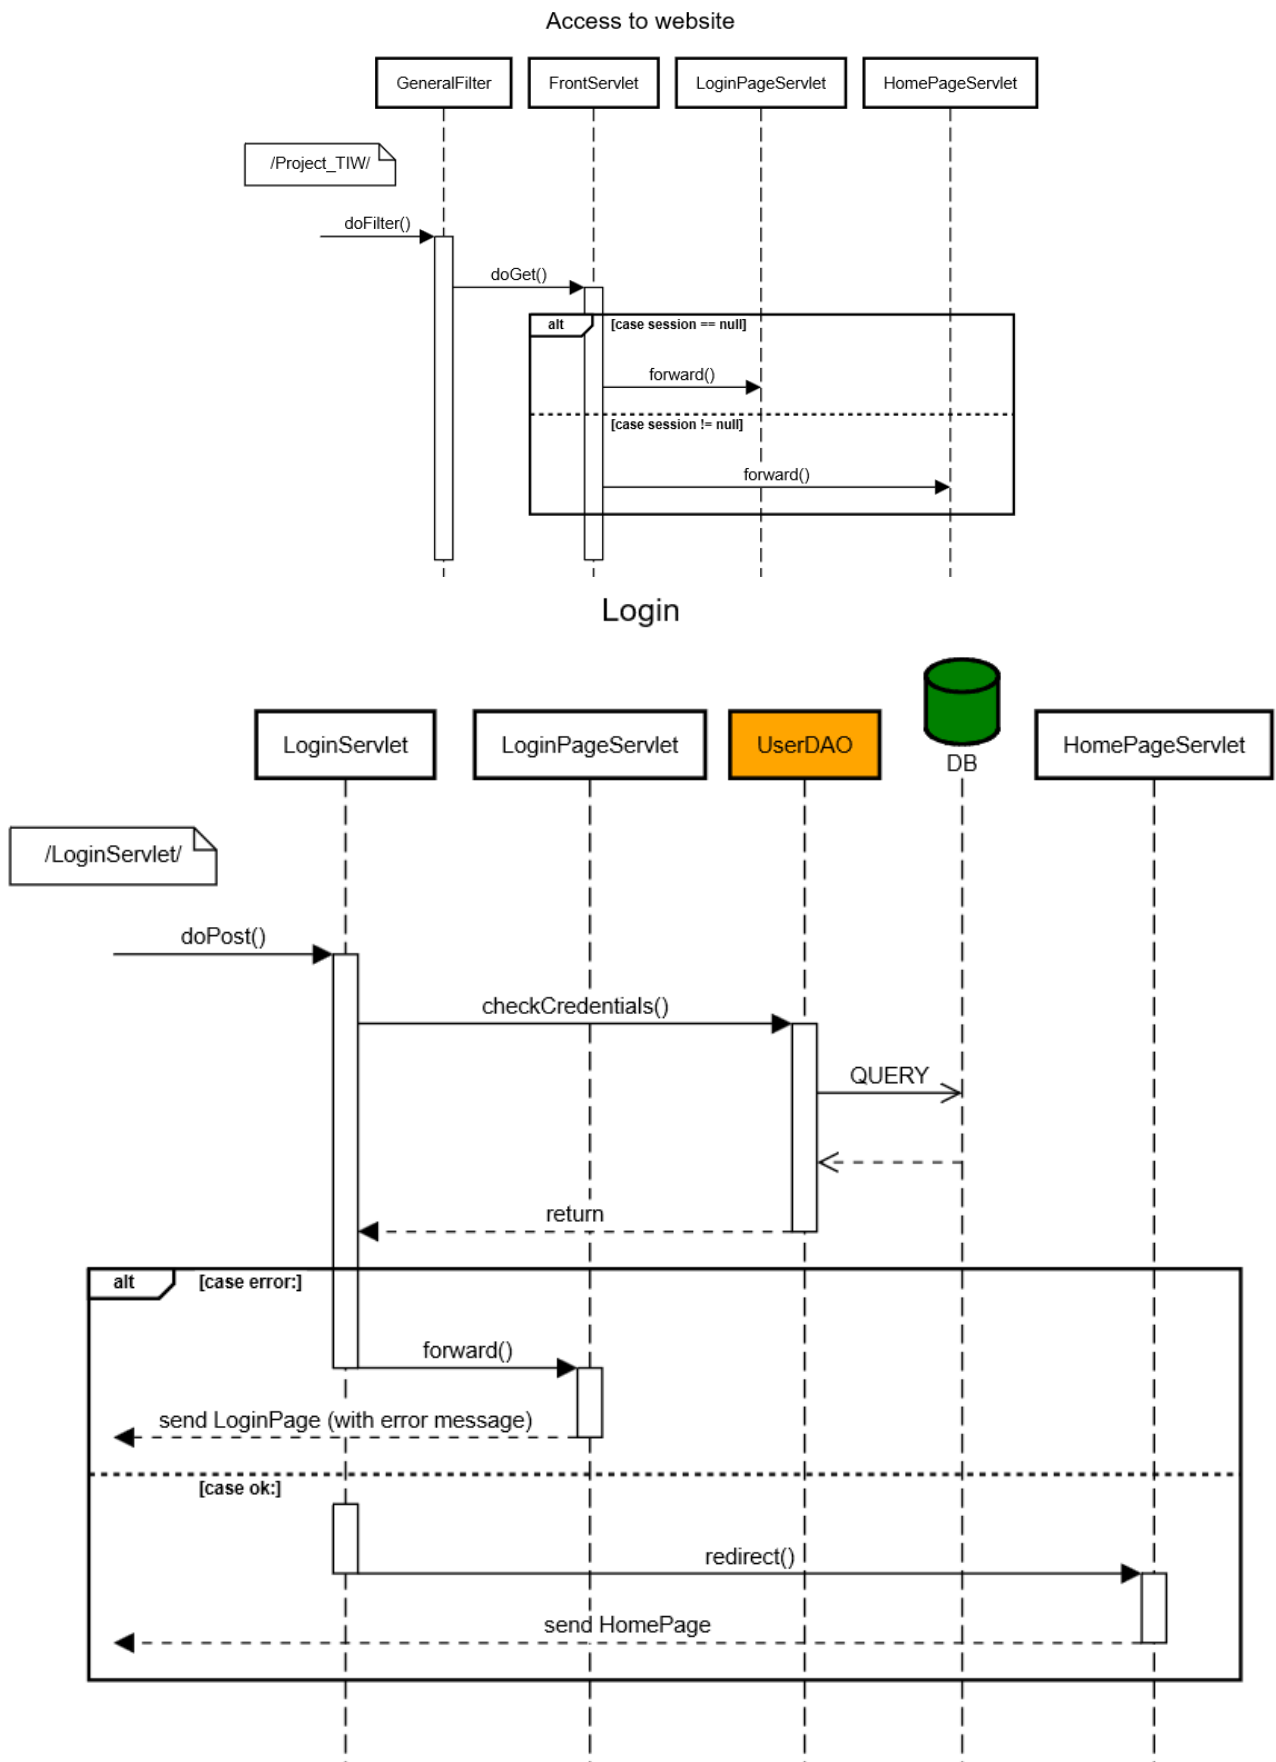 Access to website
GeneralFilter
FrontServlet
LoginPageServlet
HomePageServlet
/Project_TIW/
doFilter()
doGet()
alt
[case session == null]
forward()
[case session != null]
forward()
Login
LoginServlet
LoginPageServlet
UserDAO
DB
HomePageServlet
/LoginServlet/
doPost()
checkCredentials()
QUERY
return
alt
[case error:]
forward()
send LoginPage (with error message)
[case ok:]
redirect()
send HomePage